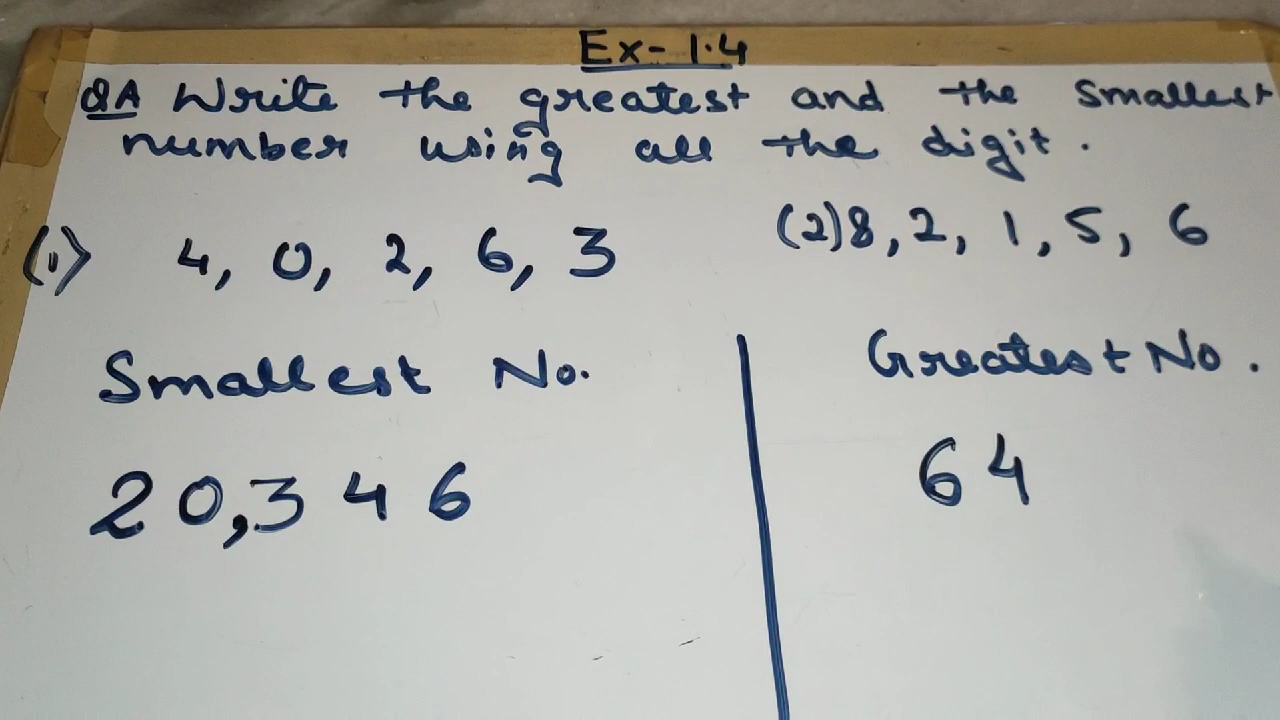 Ex- 1.4
QA Write the greatest and the smallest
number using all the digit.
(1) 4, 0, 2, 6, 3
(2) 8, 2, 1, 5, 6
Smallest No.
Greatest No.
20,346
64